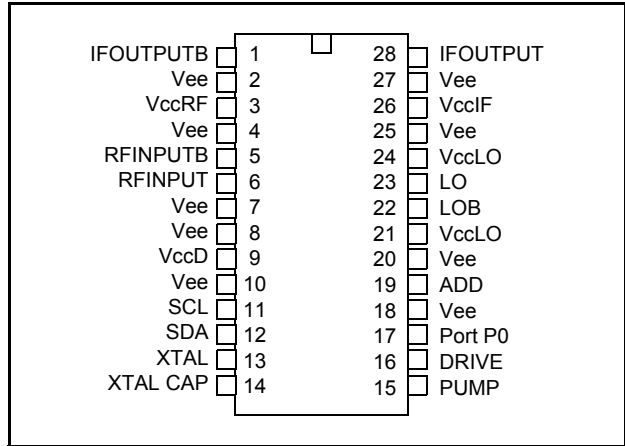 IFOUTPUTB 1 28 IFOUTPUT
Vee 2 27 Vee
VccRF 3 26 VccIF
Vee 4 25 Vee
RFINPUTB 5 24 VccLO
RFINPUT 6 23 LO
Vee 7 22 LOB
Vee 8 21 VccLO
VccD 9 20 Vee
Vee 10 19 ADD
SCL 11 18 Vee
SDA 12 17 Port P0
XTAL 13 16 DRIVE
XTAL CAP 14 15 PUMP